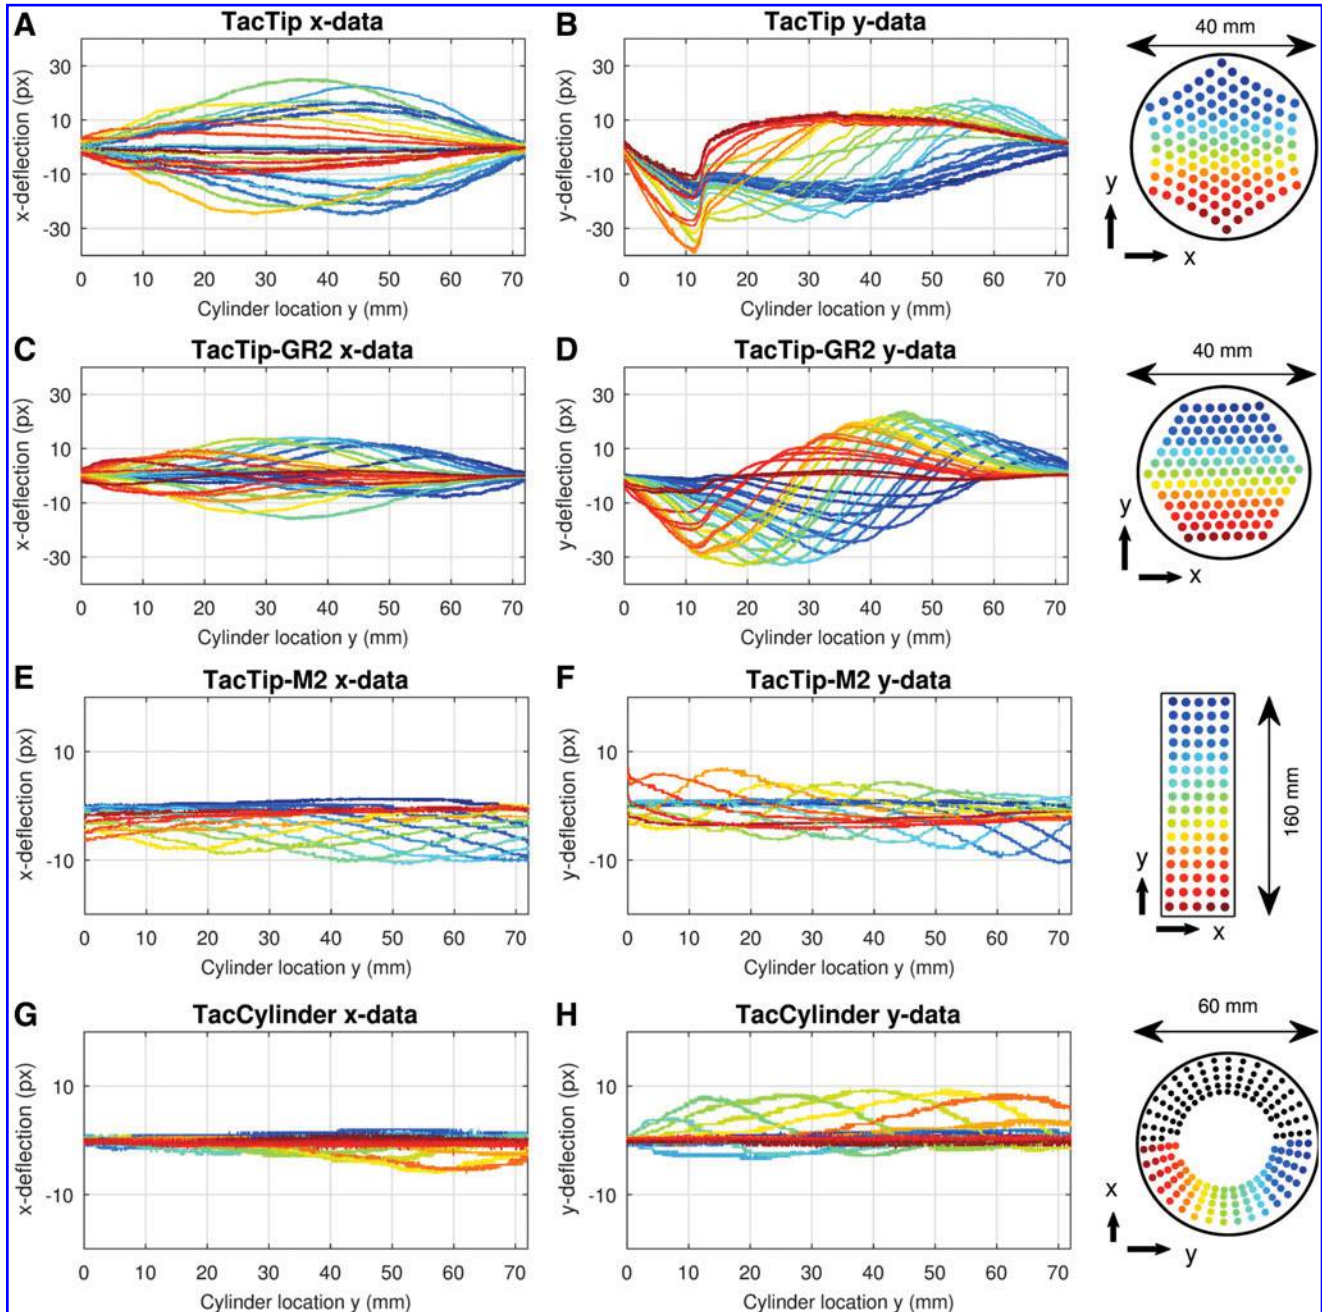 A TacTip x-data
B TacTip y-data
40 mm
x-deflection (px)
30
10
-10
-30
0 10 20 30 40 50 60 70
Cylinder location y (mm)
y-deflection (px)
30
10
-10
-30
0 10 20 30 40 50 60 70
Cylinder location y (mm)
y
x
C TacTip-GR2 x-data
D TacTip-GR2 y-data
40 mm
x-deflection (px)
30
10
-10
-30
0 10 20 30 40 50 60 70
Cylinder location y (mm)
y-deflection (px)
30
10
-10
-30
0 10 20 30 40 50 60 70
Cylinder location y (mm)
y
x
E TacTip-M2 x-data
F TacTip-M2 y-data
x-deflection (px)
10
-10
0 10 20 30 40 50 60 70
Cylinder location y (mm)
y-deflection (px)
10
-10
0 10 20 30 40 50 60 70
Cylinder location y (mm)
160 mm
y
x
G TacCylinder x-data
H TacCylinder y-data
60 mm
x-deflection (px)
10
-10
0 10 20 30 40 50 60 70
Cylinder location y (mm)
y-deflection (px)
10
-10
0 10 20 30 40 50 60 70
Cylinder location y (mm)
x
y